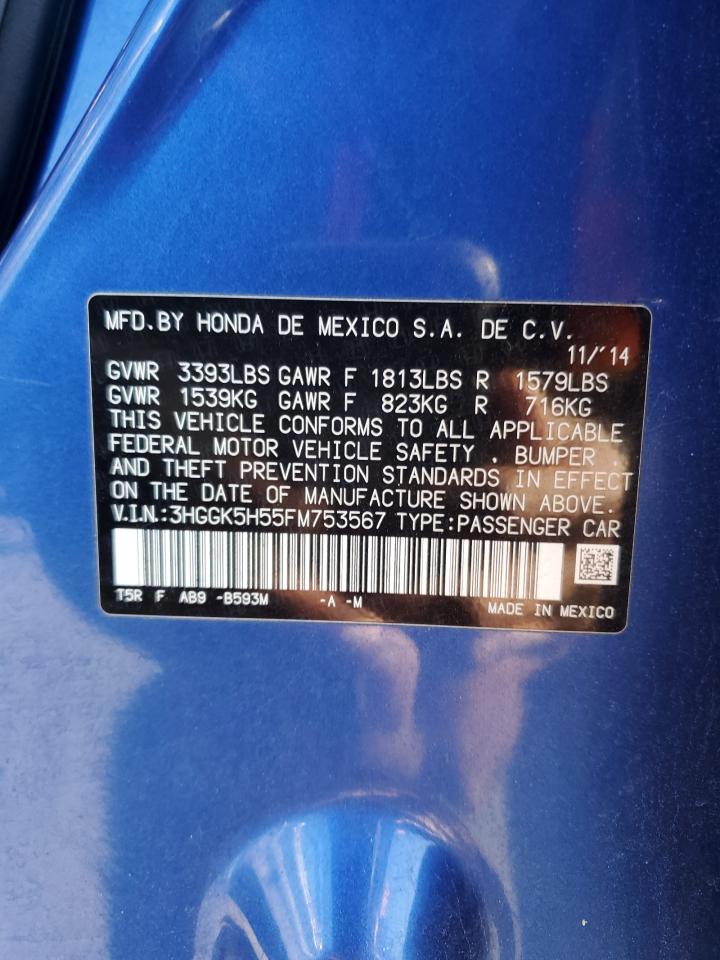 MFD.BY HONDA DE MEXICO S.A. DE C.V.
11/'14
GVWR 3393LBS GAWR F 1813LBS R 1579LBS
GVWR 1539KG GAWR F 823KG R 716KG
THIS VEHICLE CONFORMS TO ALL APPLICABLE
FEDERAL MOTOR VEHICLE SAFETY , BUMPER ,
AND THEFT PREVENTION STANDARDS IN EFFECT
ON THE DATE OF MANUFACTURE SHOWN ABOVE.
V.I.N.:3HGGK5H55FM753567 TYPE:PASSENGER CAR
T5R F AB9 -B593M -A -M MADE IN MEXICO